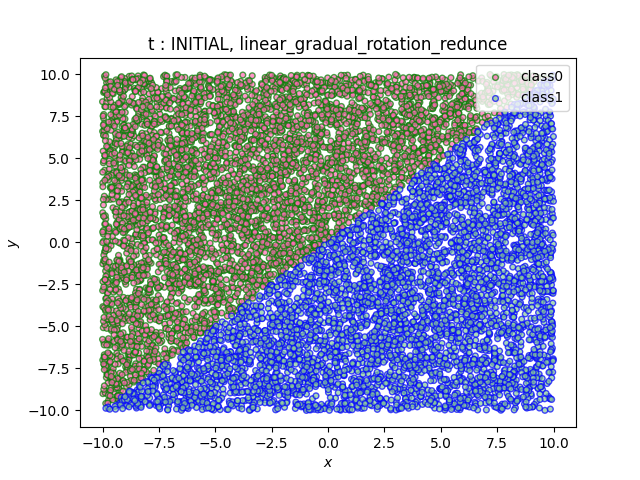 t : INITIAL, linear_gradual_rotation_redunce
class0
class1
10.0
7.5
5.0
2.5
0.0
−2.5
−5.0
−7.5
−10.0
y
−10.0 −7.5 −5.0 −2.5 0.0 2.5 5.0 7.5 10.0
x